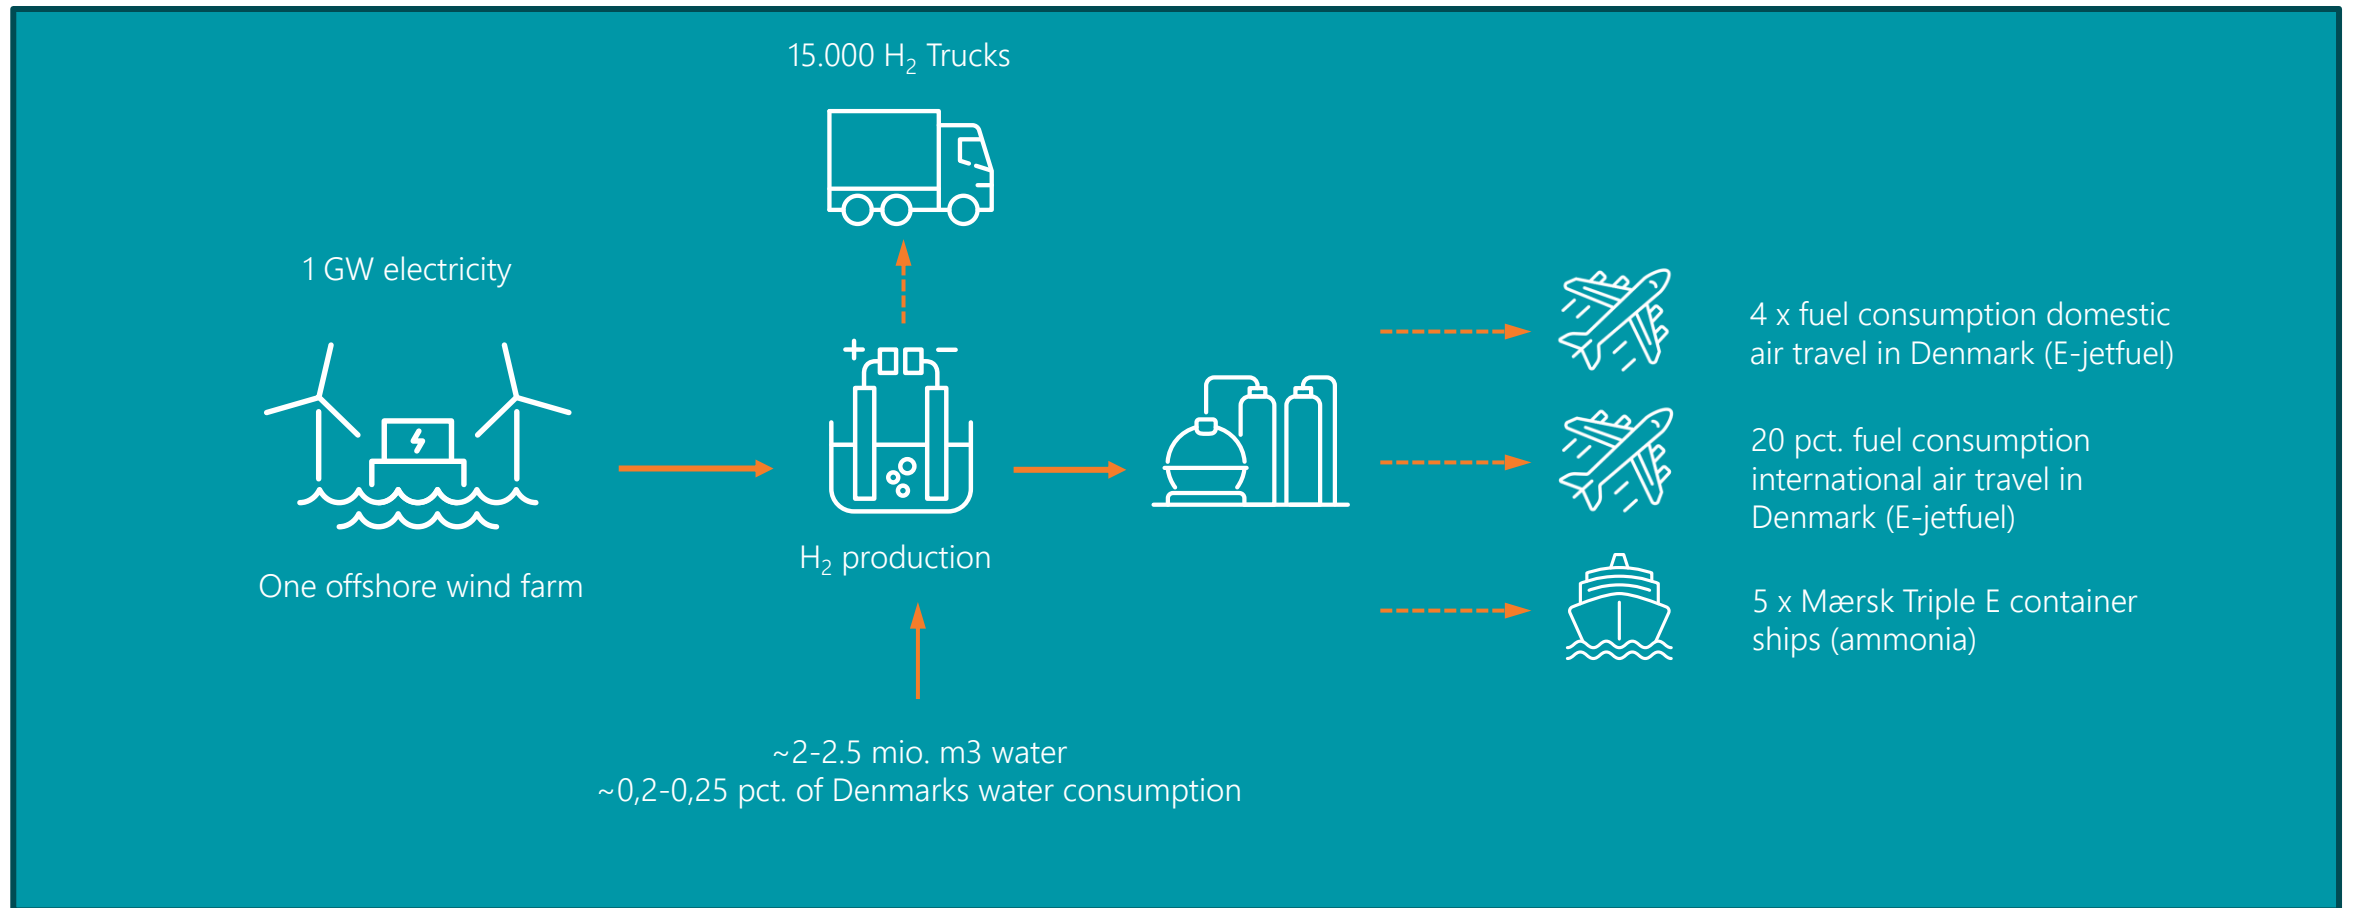 15.000 H₂ Trucks
1 GW electricity
One offshore wind farm
+ −
H₂ production
~2-2.5 mio. m3 water
~0,2-0,25 pct. of Denmarks water consumption
4 x fuel consumption domestic
air travel in Denmark (E-jetfuel)
20 pct. fuel consumption
international air travel in
Denmark (E-jetfuel)
5 x Mærsk Triple E container
ships (ammonia)